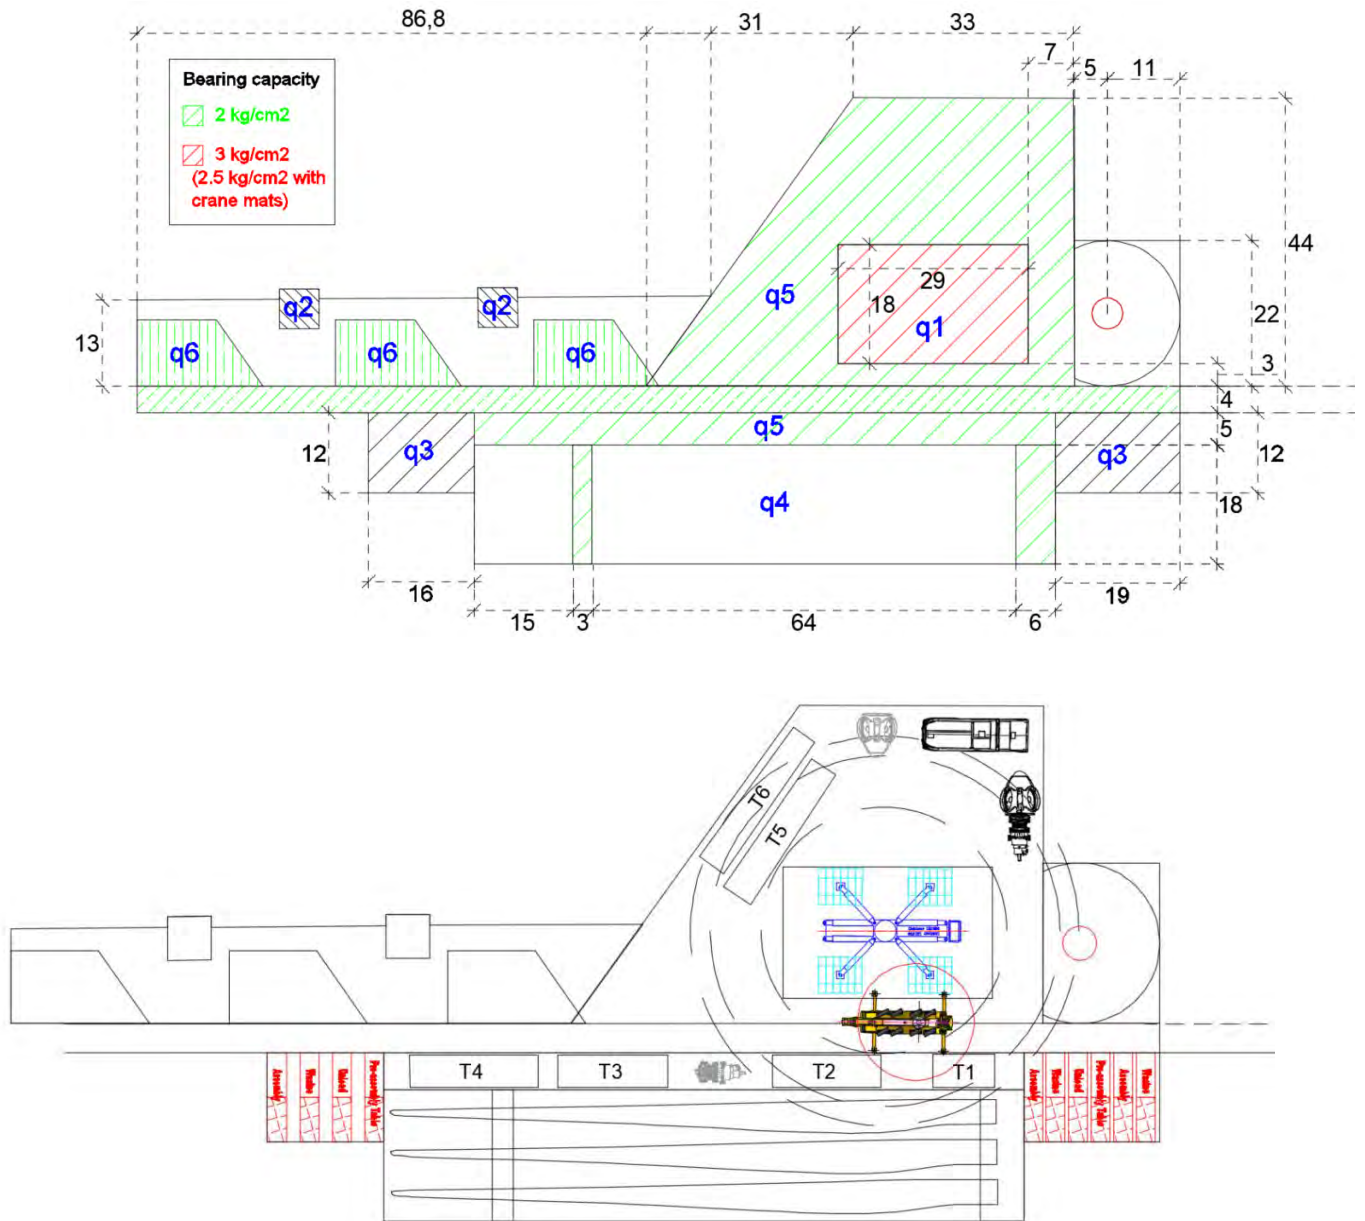 86,8
31
33
7
5
11
Bearing capacity
2 kg/cm2
3 kg/cm2
(2.5 kg/cm2 with
crane mats)
44
q2
q2
q5
29
18
q1
22
13
q6
q6
q6
3
4
q5
5
12
q3
q3
12
q4
18
16
19
15
3
64
6
T6
T5
T4
T3
T2
T1